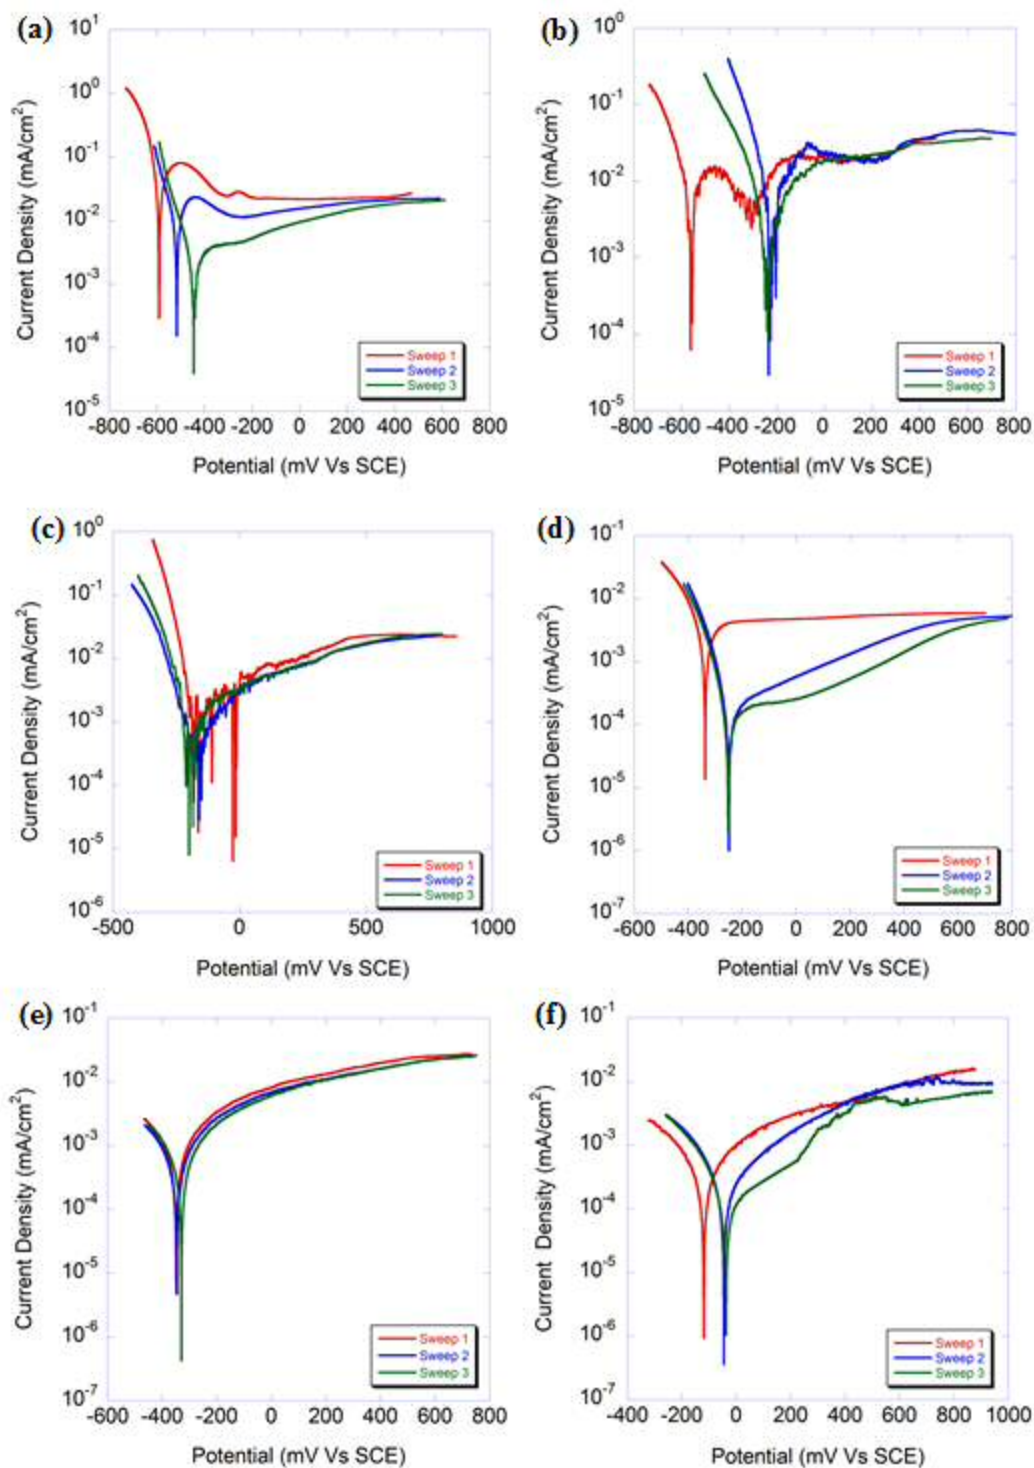 (a)
10^1
10^0
10^-1
10^-2
10^-3
10^-4
10^-5
Current Density (mA/cm^2)
-800 -600 -400 -200 0 200 400 600 800
Potential (mV Vs SCE)
Sweep 1
Sweep 2
Sweep 3
(b)
10^0
10^-1
10^-2
10^-3
10^-4
10^-5
Current Density (mA/cm^2)
-800 -600 -400 -200 0 200 400 600 800
Potential (mV Vs SCE)
Sweep 1
Sweep 2
Sweep 3
(c)
10^0
10^-1
10^-2
10^-3
10^-4
10^-5
10^-6
Current Density (mA/cm^2)
-500 0 500 1000
Potential (mV Vs SCE)
Sweep 1
Sweep 2
Sweep 3
(d)
10^-1
10^-2
10^-3
10^-4
10^-5
10^-6
10^-7
Current Density (mA/cm^2)
-600 -400 -200 0 200 400 600 800
Potential (mV Vs SCE)
Sweep 1
Sweep 2
Sweep 3
(e)
10^-1
10^-2
10^-3
10^-4
10^-5
10^-6
10^-7
Current Density (mA/cm^2)
-600 -400 -200 0 200 400 600 800
Potential (mV Vs SCE)
Sweep 1
Sweep 2
Sweep 3
(f)
10^-1
10^-2
10^-3
10^-4
10^-5
10^-6
10^-7
Current Density (mA/cm^2)
-400 -200 0 200 400 600 800 1000
Potential (mV Vs SCE)
Sweep 1
Sweep 2
Sweep 3